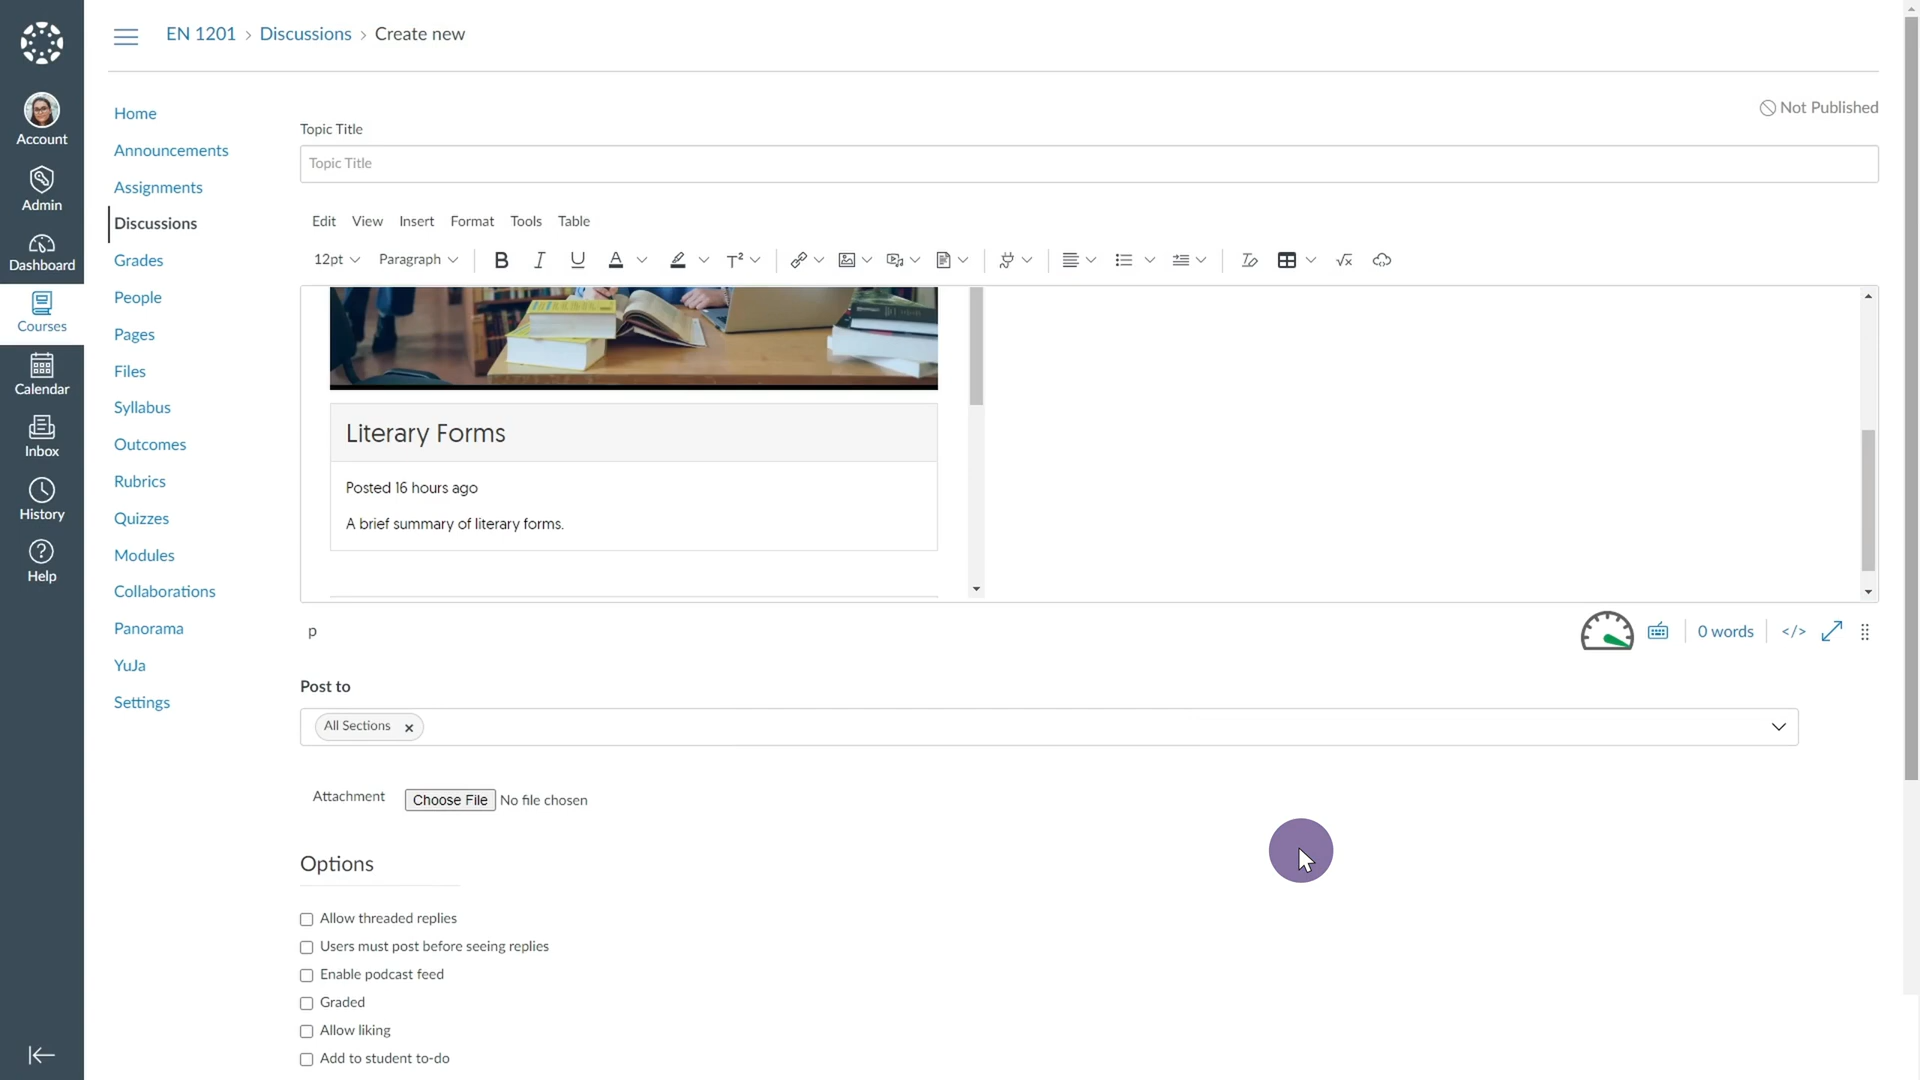 EN 1201 › Discussions › Create new
Account
Admin
Dashboard
Courses
Calendar
Inbox
History
Help
Home
Announcements
Assignments
Discussions
Grades
People
Pages
Files
Syllabus
Outcomes
Rubrics
Quizzes
Modules
Collaborations
Panorama
YuJa
Settings
Not Published
Topic Title
Topic Title
Edit View Insert Format Tools Table
12pt Paragraph B I U A T²
Literary Forms
Posted 16 hours ago
A brief summary of literary forms.
p
0 words </>
Post to
All Sections ×
Attachment Choose File No file chosen
Options
Allow threaded replies
Users must post before seeing replies
Enable podcast feed
Graded
Allow liking
Add to student to-do